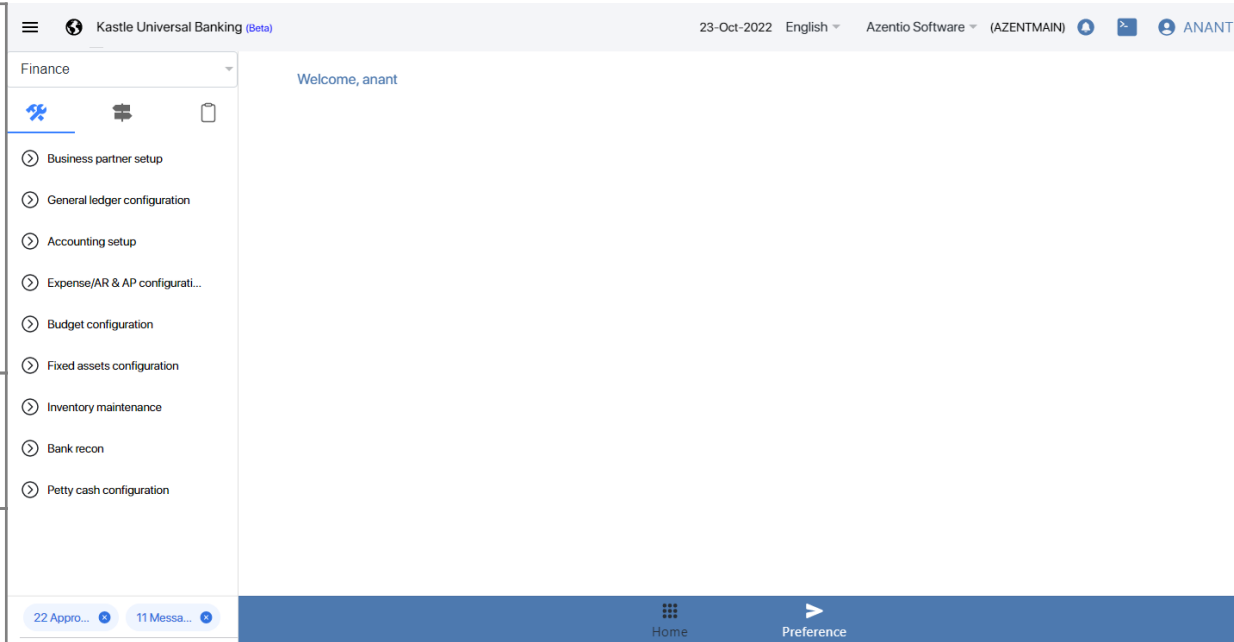 Kastle Universal Banking (Beta)
23-Oct-2022 English Azentio Software (AZENTMAIN) ANANT
Finance
Welcome, anant
Business partner setup
General ledger configuration
Accounting setup
Expense/AR & AP configurati...
Budget configuration
Fixed assets configuration
Inventory maintenance
Bank recon
Petty cash configuration
22 Appro... 11 Messa...
Home Preference